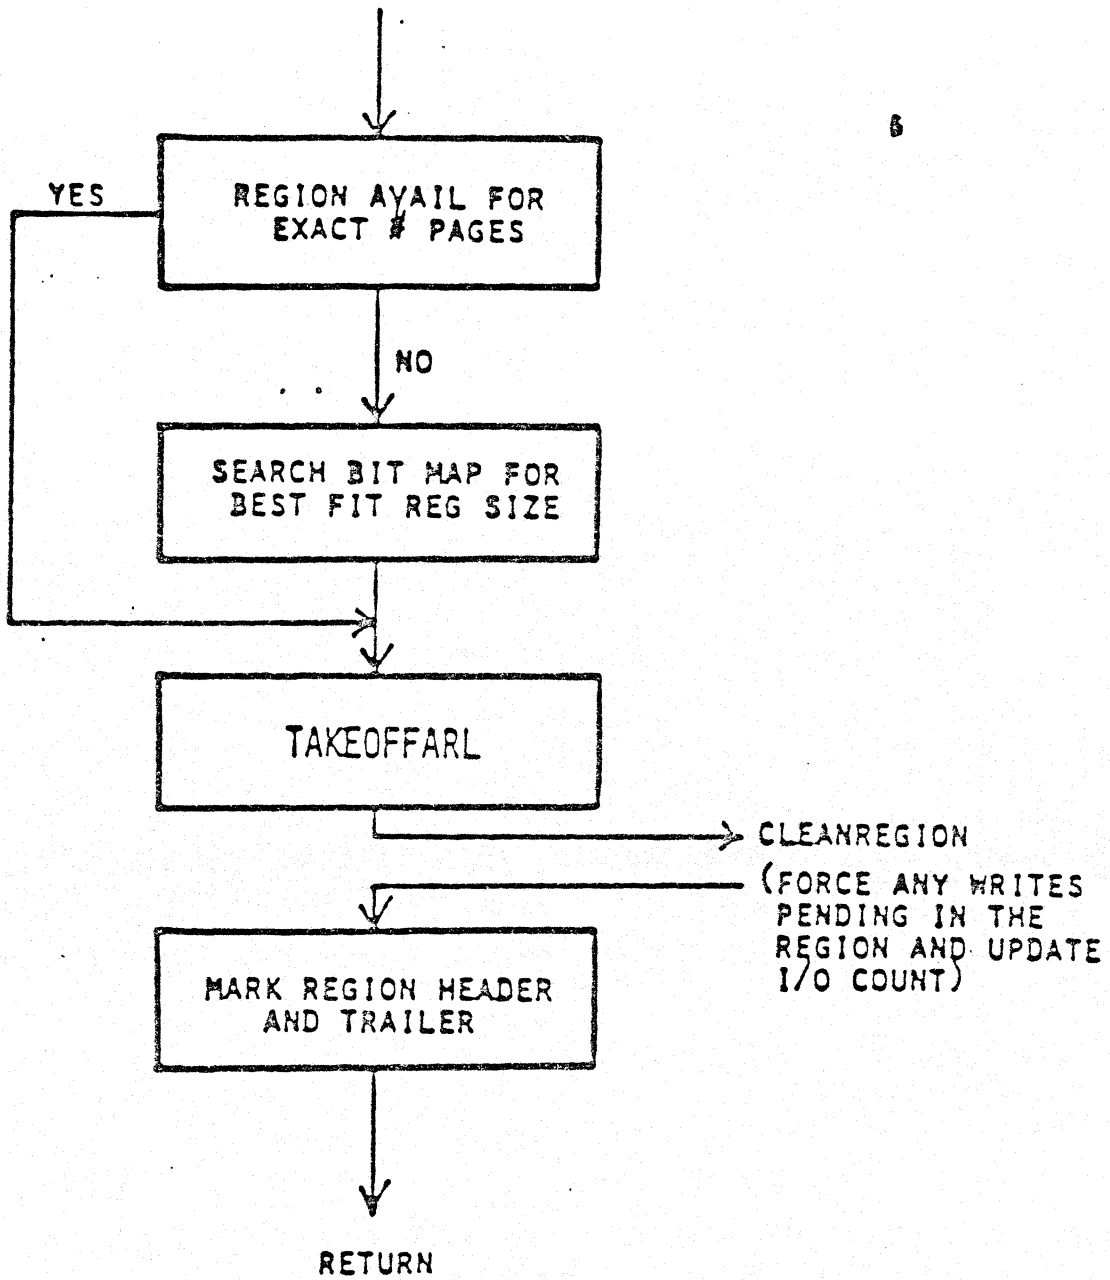 6
YES
REGION AVAIL FOR
EXACT # PAGES
NO
SEARCH BIT MAP FOR
BEST FIT REG SIZE
TAKEOFFARL
CLEANREGION
(FORCE ANY WRITES
PENDING IN THE
REGION AND UPDATE
I/O COUNT)
MARK REGION HEADER
AND TRAILER
RETURN